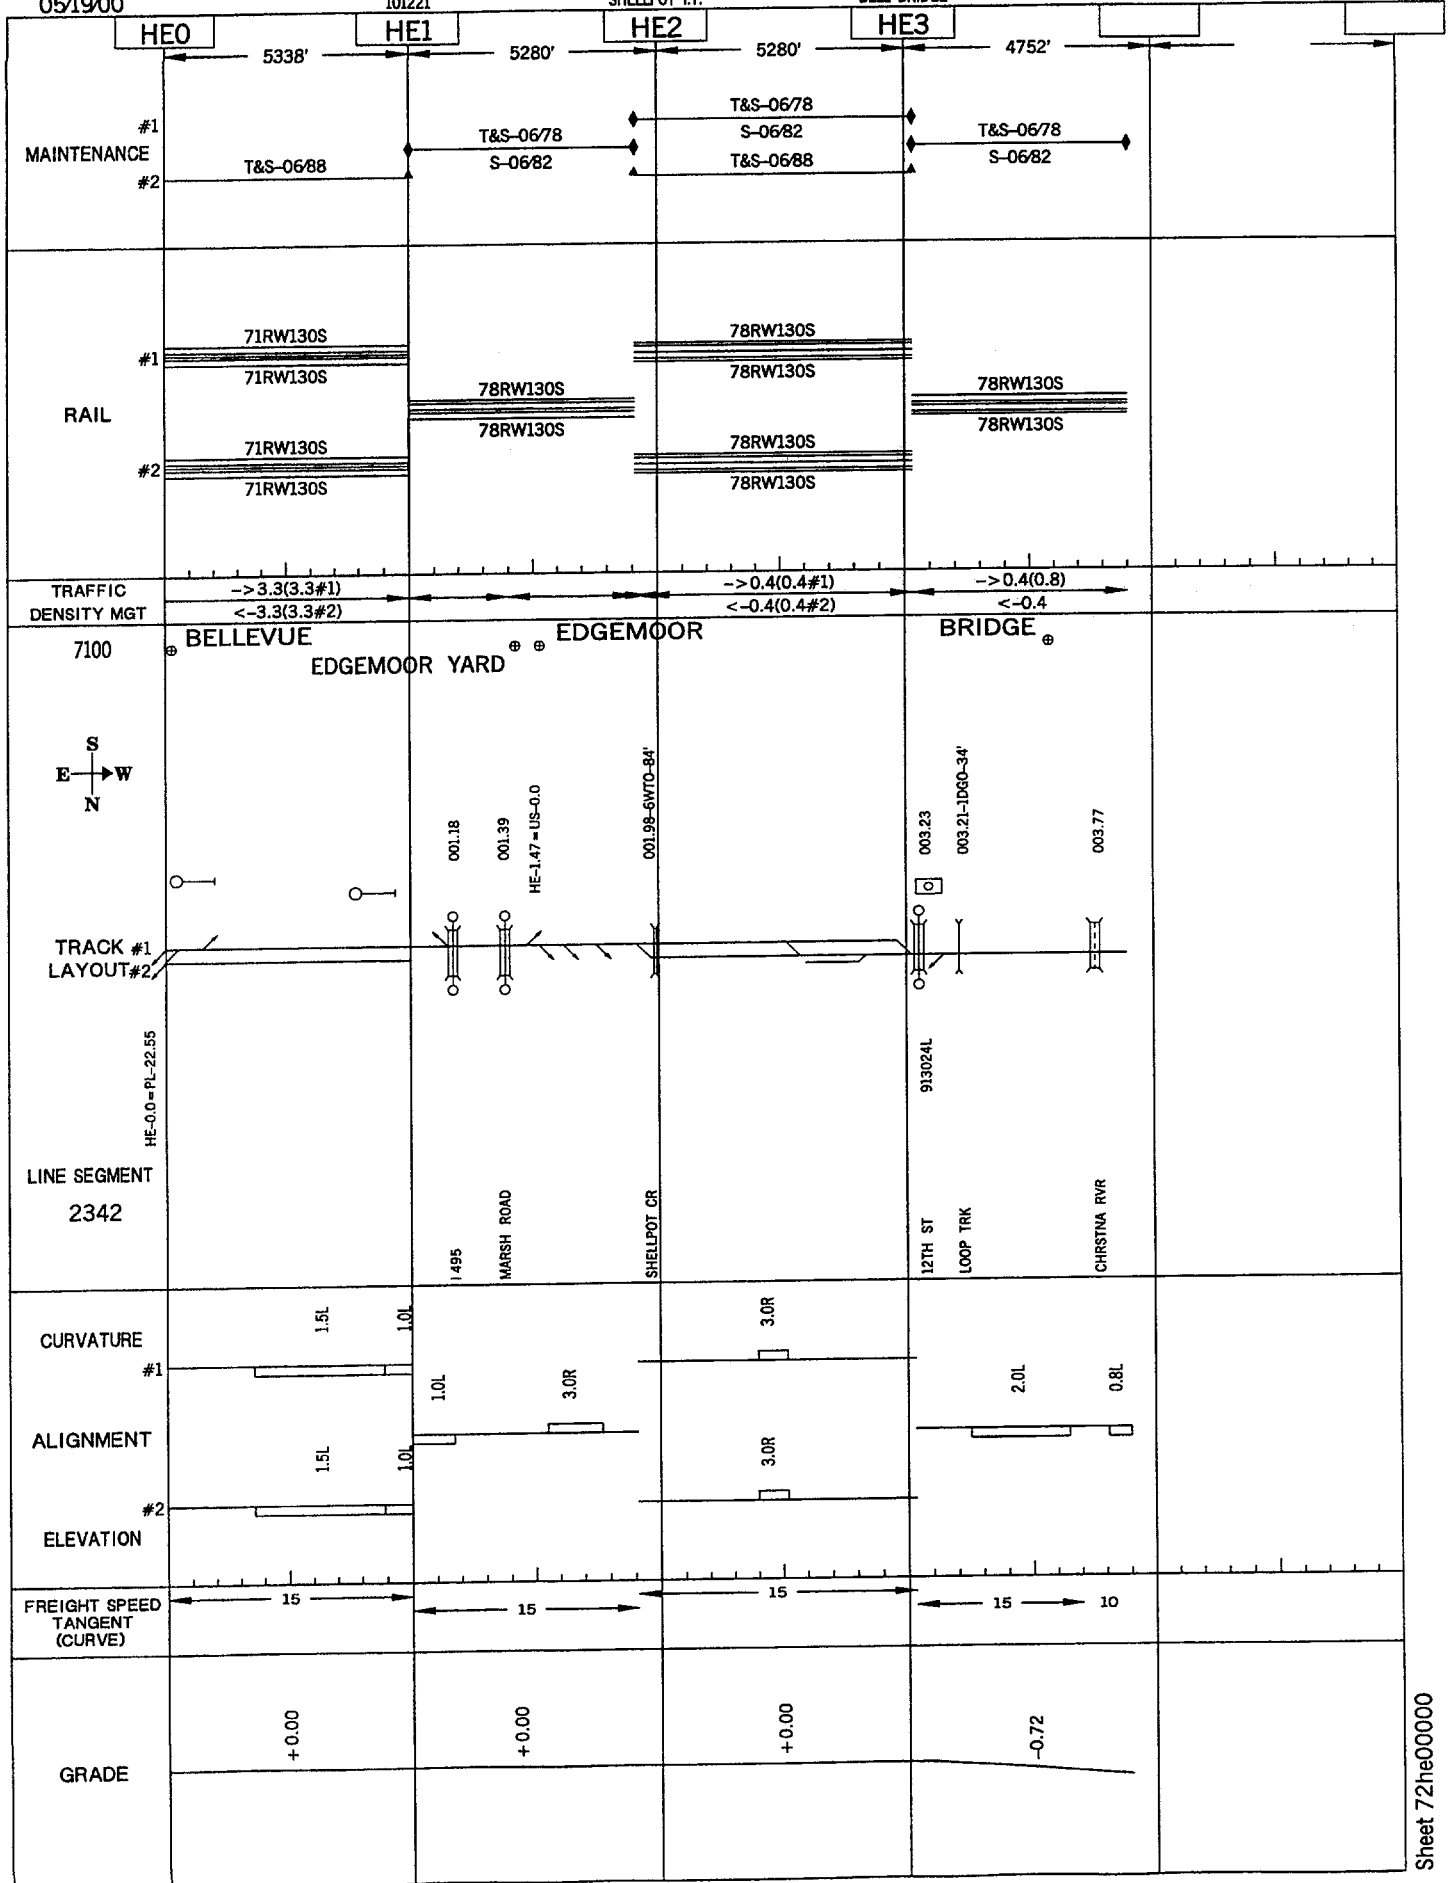 05/19/00
101221
HE0
HE1
HE2
HE3
5338'
5280'
5280'
4752'
#1
MAINTENANCE
#2
T&S-06/88
T&S-06/78
S-06/82
T&S-06/78
S-06/82
T&S-06/88
T&S-06/78
S-06/82
RAIL
#1
71RW130S
71RW130S
78RW130S
78RW130S
78RW130S
78RW130S
78RW130S
78RW130S
#2
71RW130S
71RW130S
78RW130S
78RW130S
TRAFFIC
DENSITY MGT
->3.3(3.3#1)
<-3.3(3.3#2)
->0.4(0.4#1)
<-0.4(0.4#2)
->0.4(0.8)
<-0.4
7100
BELLEVUE
EDGEMOOR YARD
EDGEMOOR
BRIDGE
S
E W
N
001.18
001.39
HE-1.47=US-0.0
001.98-6WTO-84'
003.23
003.21-1DGO-34'
003.77
TRACK #1
LAYOUT #2
HE-0.0=PL-22.55
913024L
LINE SEGMENT
2342
I 495
MARSH ROAD
SHELLPOT CR
12TH ST
LOOP TRK
CHRSTNA RVR
CURVATURE
#1
1.5L
1.0L
3.0R
1.0L
3.0R
2.0L
0.8L
ALIGNMENT
1.5L
1.0L
3.0R
#2
ELEVATION
FREIGHT SPEED
TANGENT
(CURVE)
15
15
15
15
10
GRADE
+0.00
+0.00
+0.00
-0.72
Sheet 72he00000